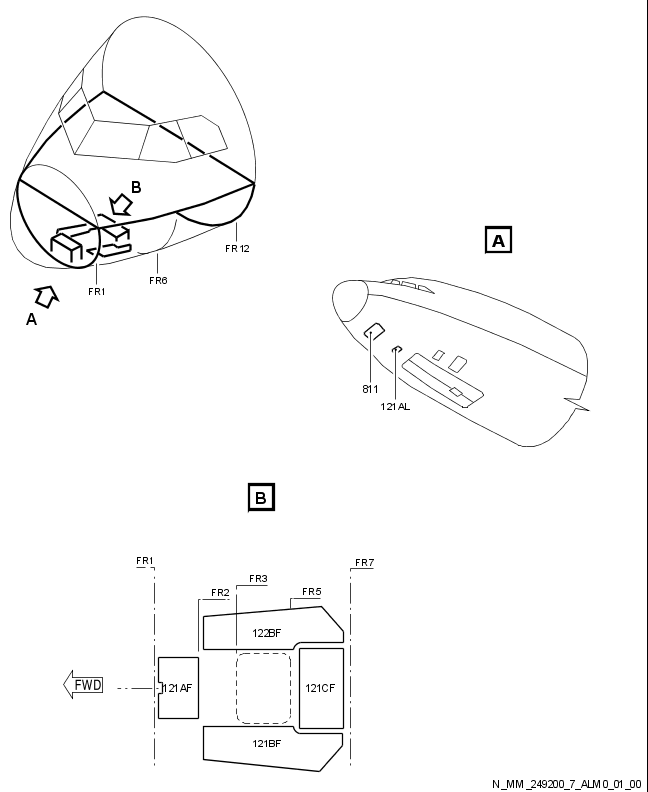 B
FR12
FR6
FR1
A
A
811
121AL
B
FR1
FR7
FR3
FR2
FR5
122BF
FWD
121AF
121CF
121BF
N_MM_249200_7_ALM0_01_00